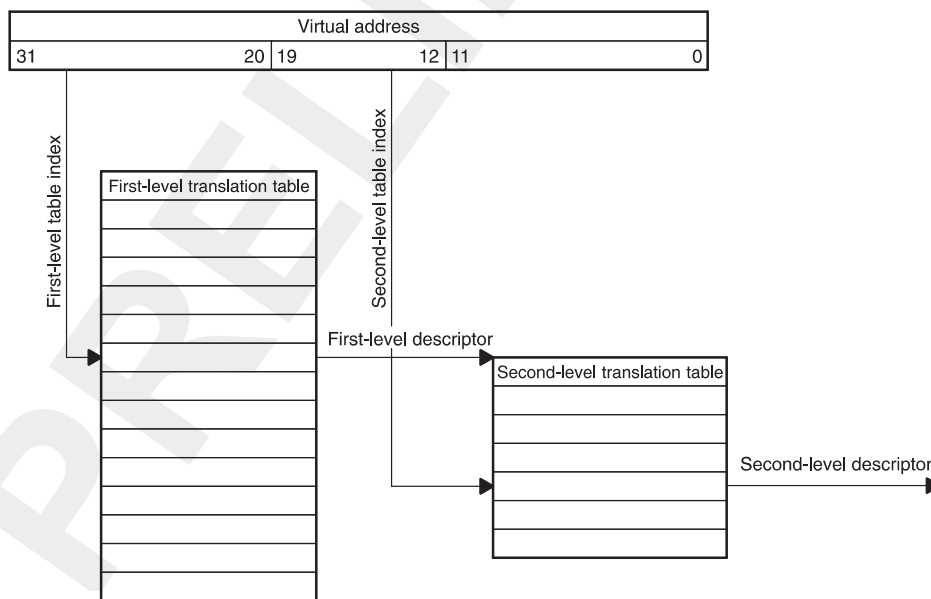 Virtual address
31 20 19 12 11 0
First-level table index
Second-level table index
First-level translation table
First-level descriptor
Second-level translation table
Second-level descriptor